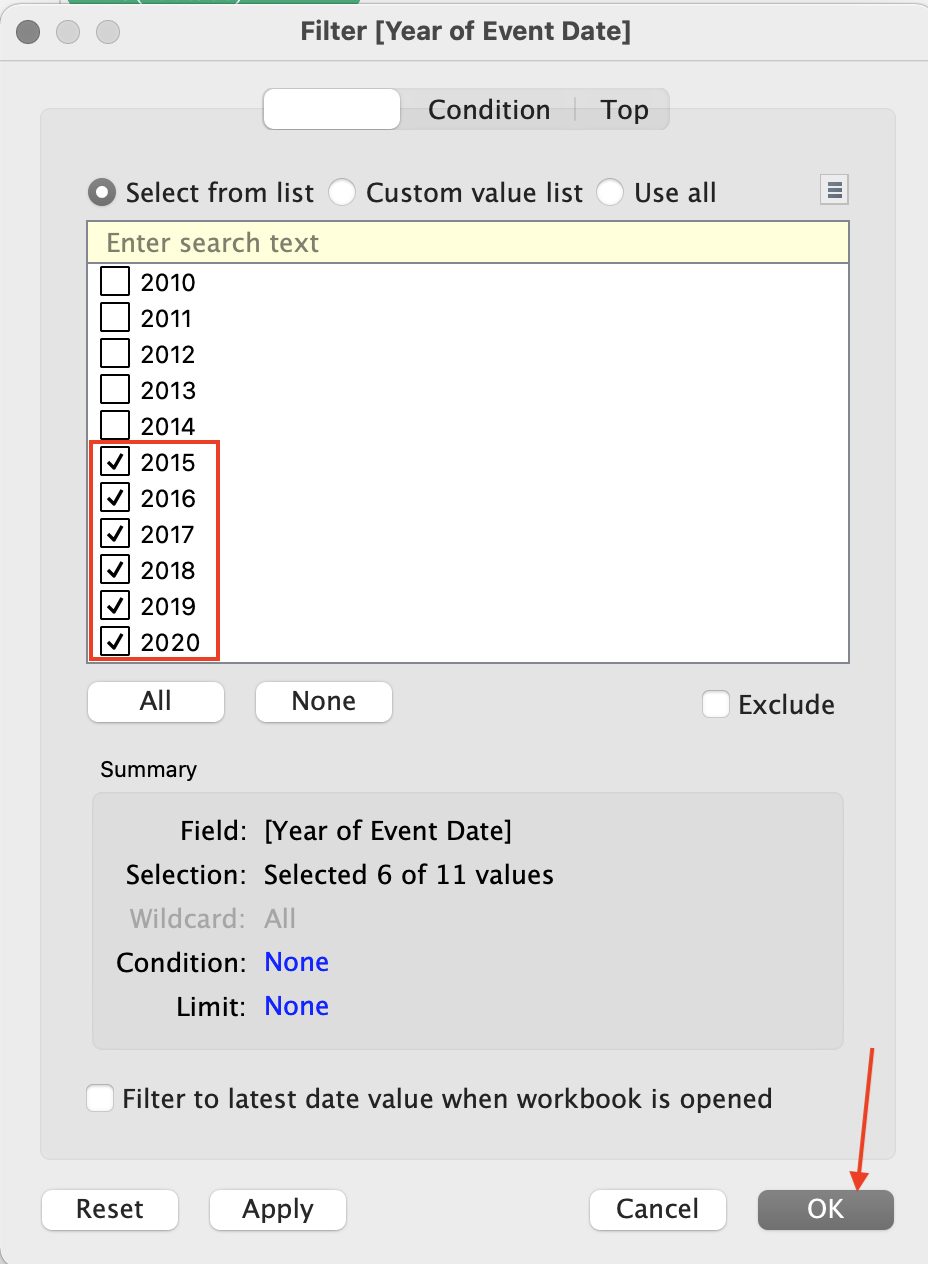 Filter [Year of Event Date]
Condition Top
Select from list Custom value list Use all
Enter search text
2010
2011
2012
2013
2014
2015
2016
2017
2018
2019
2020
All None Exclude
Summary
Field: [Year of Event Date]
Selection: Selected 6 of 11 values
Wildcard: All
Condition: None
Limit: None
Filter to latest date value when workbook is opened
Reset Apply Cancel OK